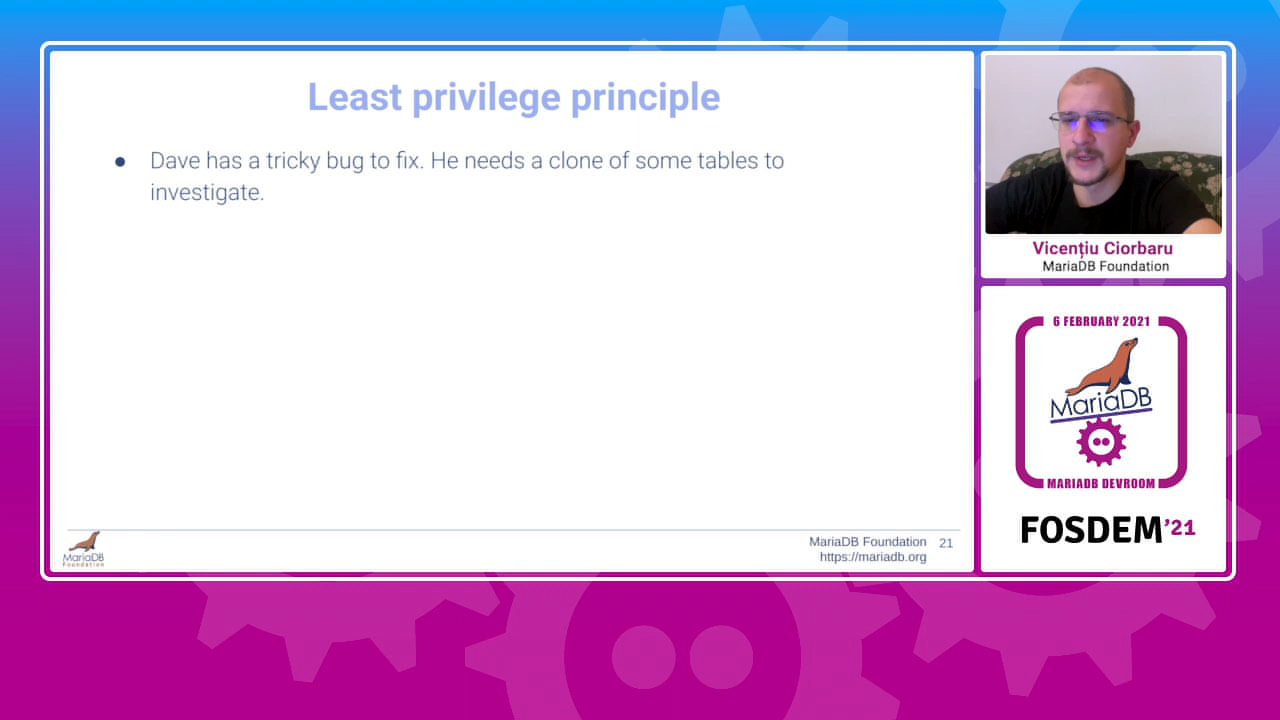 Least privilege principle
● Dave has a tricky bug to fix. He needs a clone of some tables to
investigate.
MariaDB
Foundation
MariaDB Foundation 21
https://mariadb.org
Vicențiu Ciorbaru
MariaDB Foundation
6 FEBRUARY 2021
MariaDB
MARIADB DEVROOM
FOSDEM'21